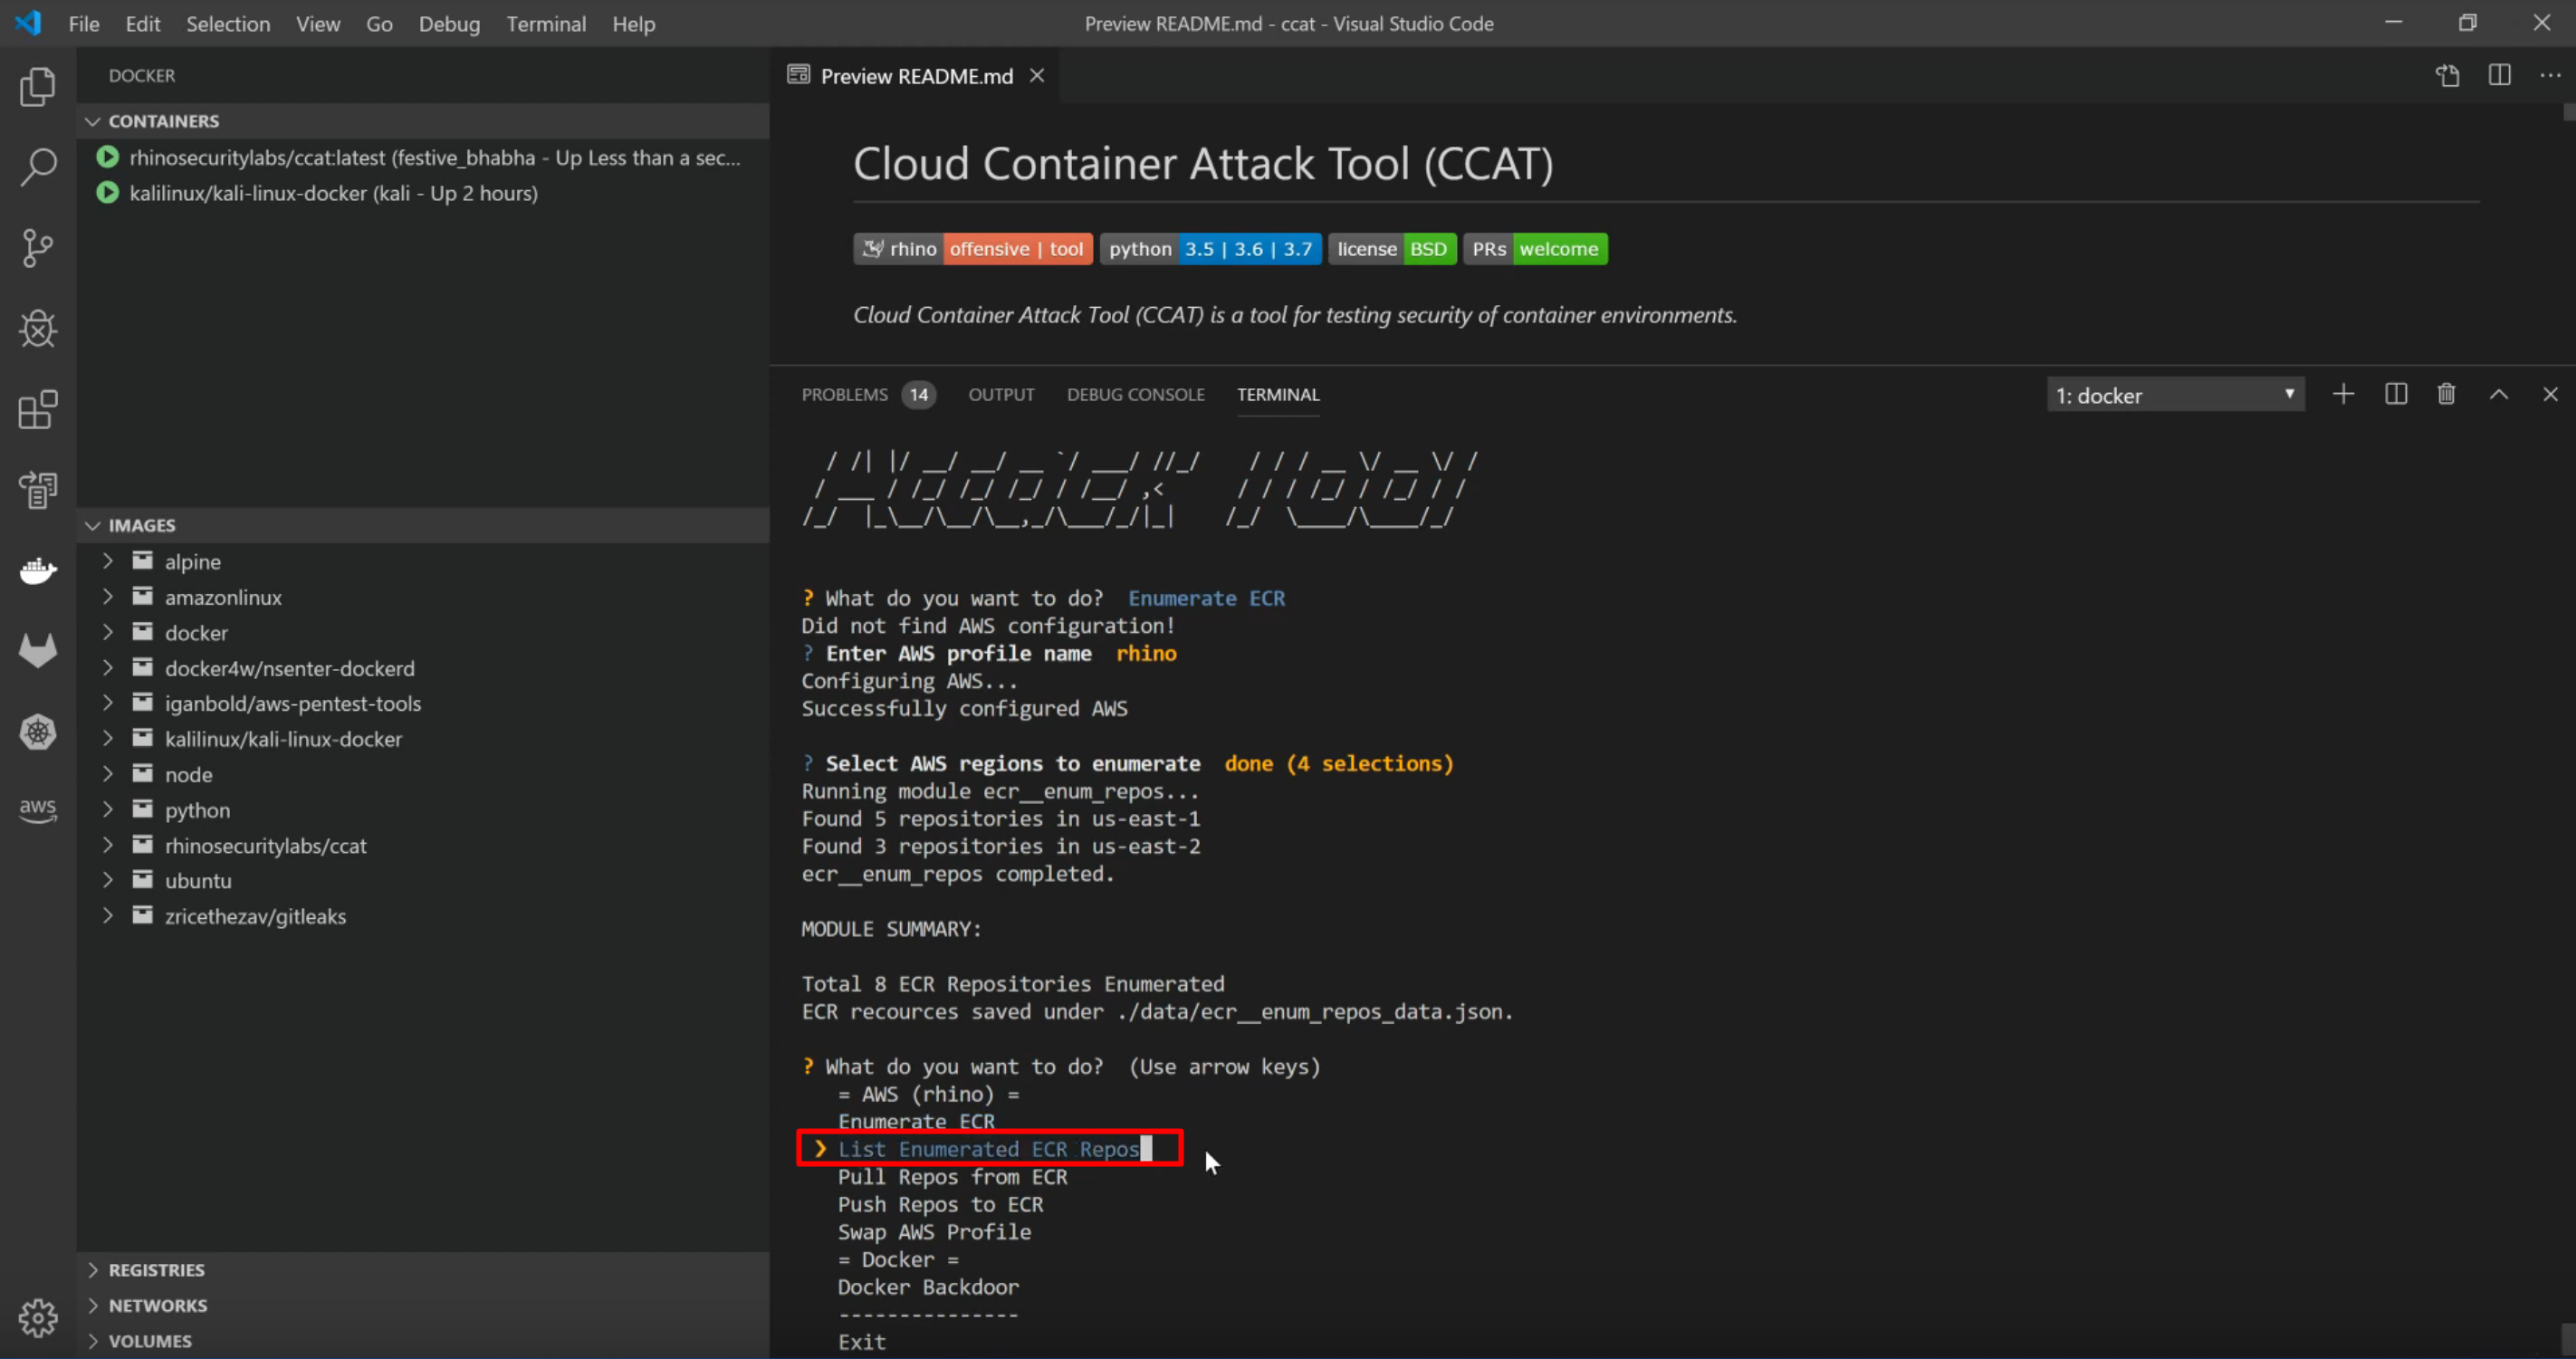 File Edit Selection View Go Debug Terminal Help
Preview README.md - ccat - Visual Studio Code
DOCKER
CONTAINERS
rhinosecuritylabs/ccat:latest (festive_bhabha - Up Less than a sec...
kalilinux/kali-linux-docker (kali - Up 2 hours)
IMAGES
alpine
amazonlinux
docker
docker4w/nsenter-dockerd
iganbold/aws-pentest-tools
kalilinux/kali-linux-docker
node
python
rhinosecuritylabs/ccat
ubuntu
zricethezav/gitleaks
REGISTRIES
NETWORKS
VOLUMES
aws
Preview README.md
Cloud Container Attack Tool (CCAT)
rhino offensive | tool python 3.5 | 3.6 | 3.7 license BSD PRs welcome
Cloud Container Attack Tool (CCAT) is a tool for testing security of container environments.
PROBLEMS 14 OUTPUT DEBUG CONSOLE TERMINAL
1: docker
Attack Tool
? What do you want to do? Enumerate ECR
Did not find AWS configuration!
? Enter AWS profile name rhino
Configuring AWS...
Successfully configured AWS
? Select AWS regions to enumerate done (4 selections)
Running module ecr__enum_repos...
Found 5 repositories in us-east-1
Found 3 repositories in us-east-2
ecr__enum_repos completed.
MODULE SUMMARY:
Total 8 ECR Repositories Enumerated
ECR recources saved under ./data/ecr__enum_repos_data.json.
? What do you want to do? (Use arrow keys)
= AWS (rhino) =
Enumerate ECR
❯ List Enumerated ECR Repos
Pull Repos from ECR
Push Repos to ECR
Swap AWS Profile
= Docker =
Docker Backdoor
---------------
Exit